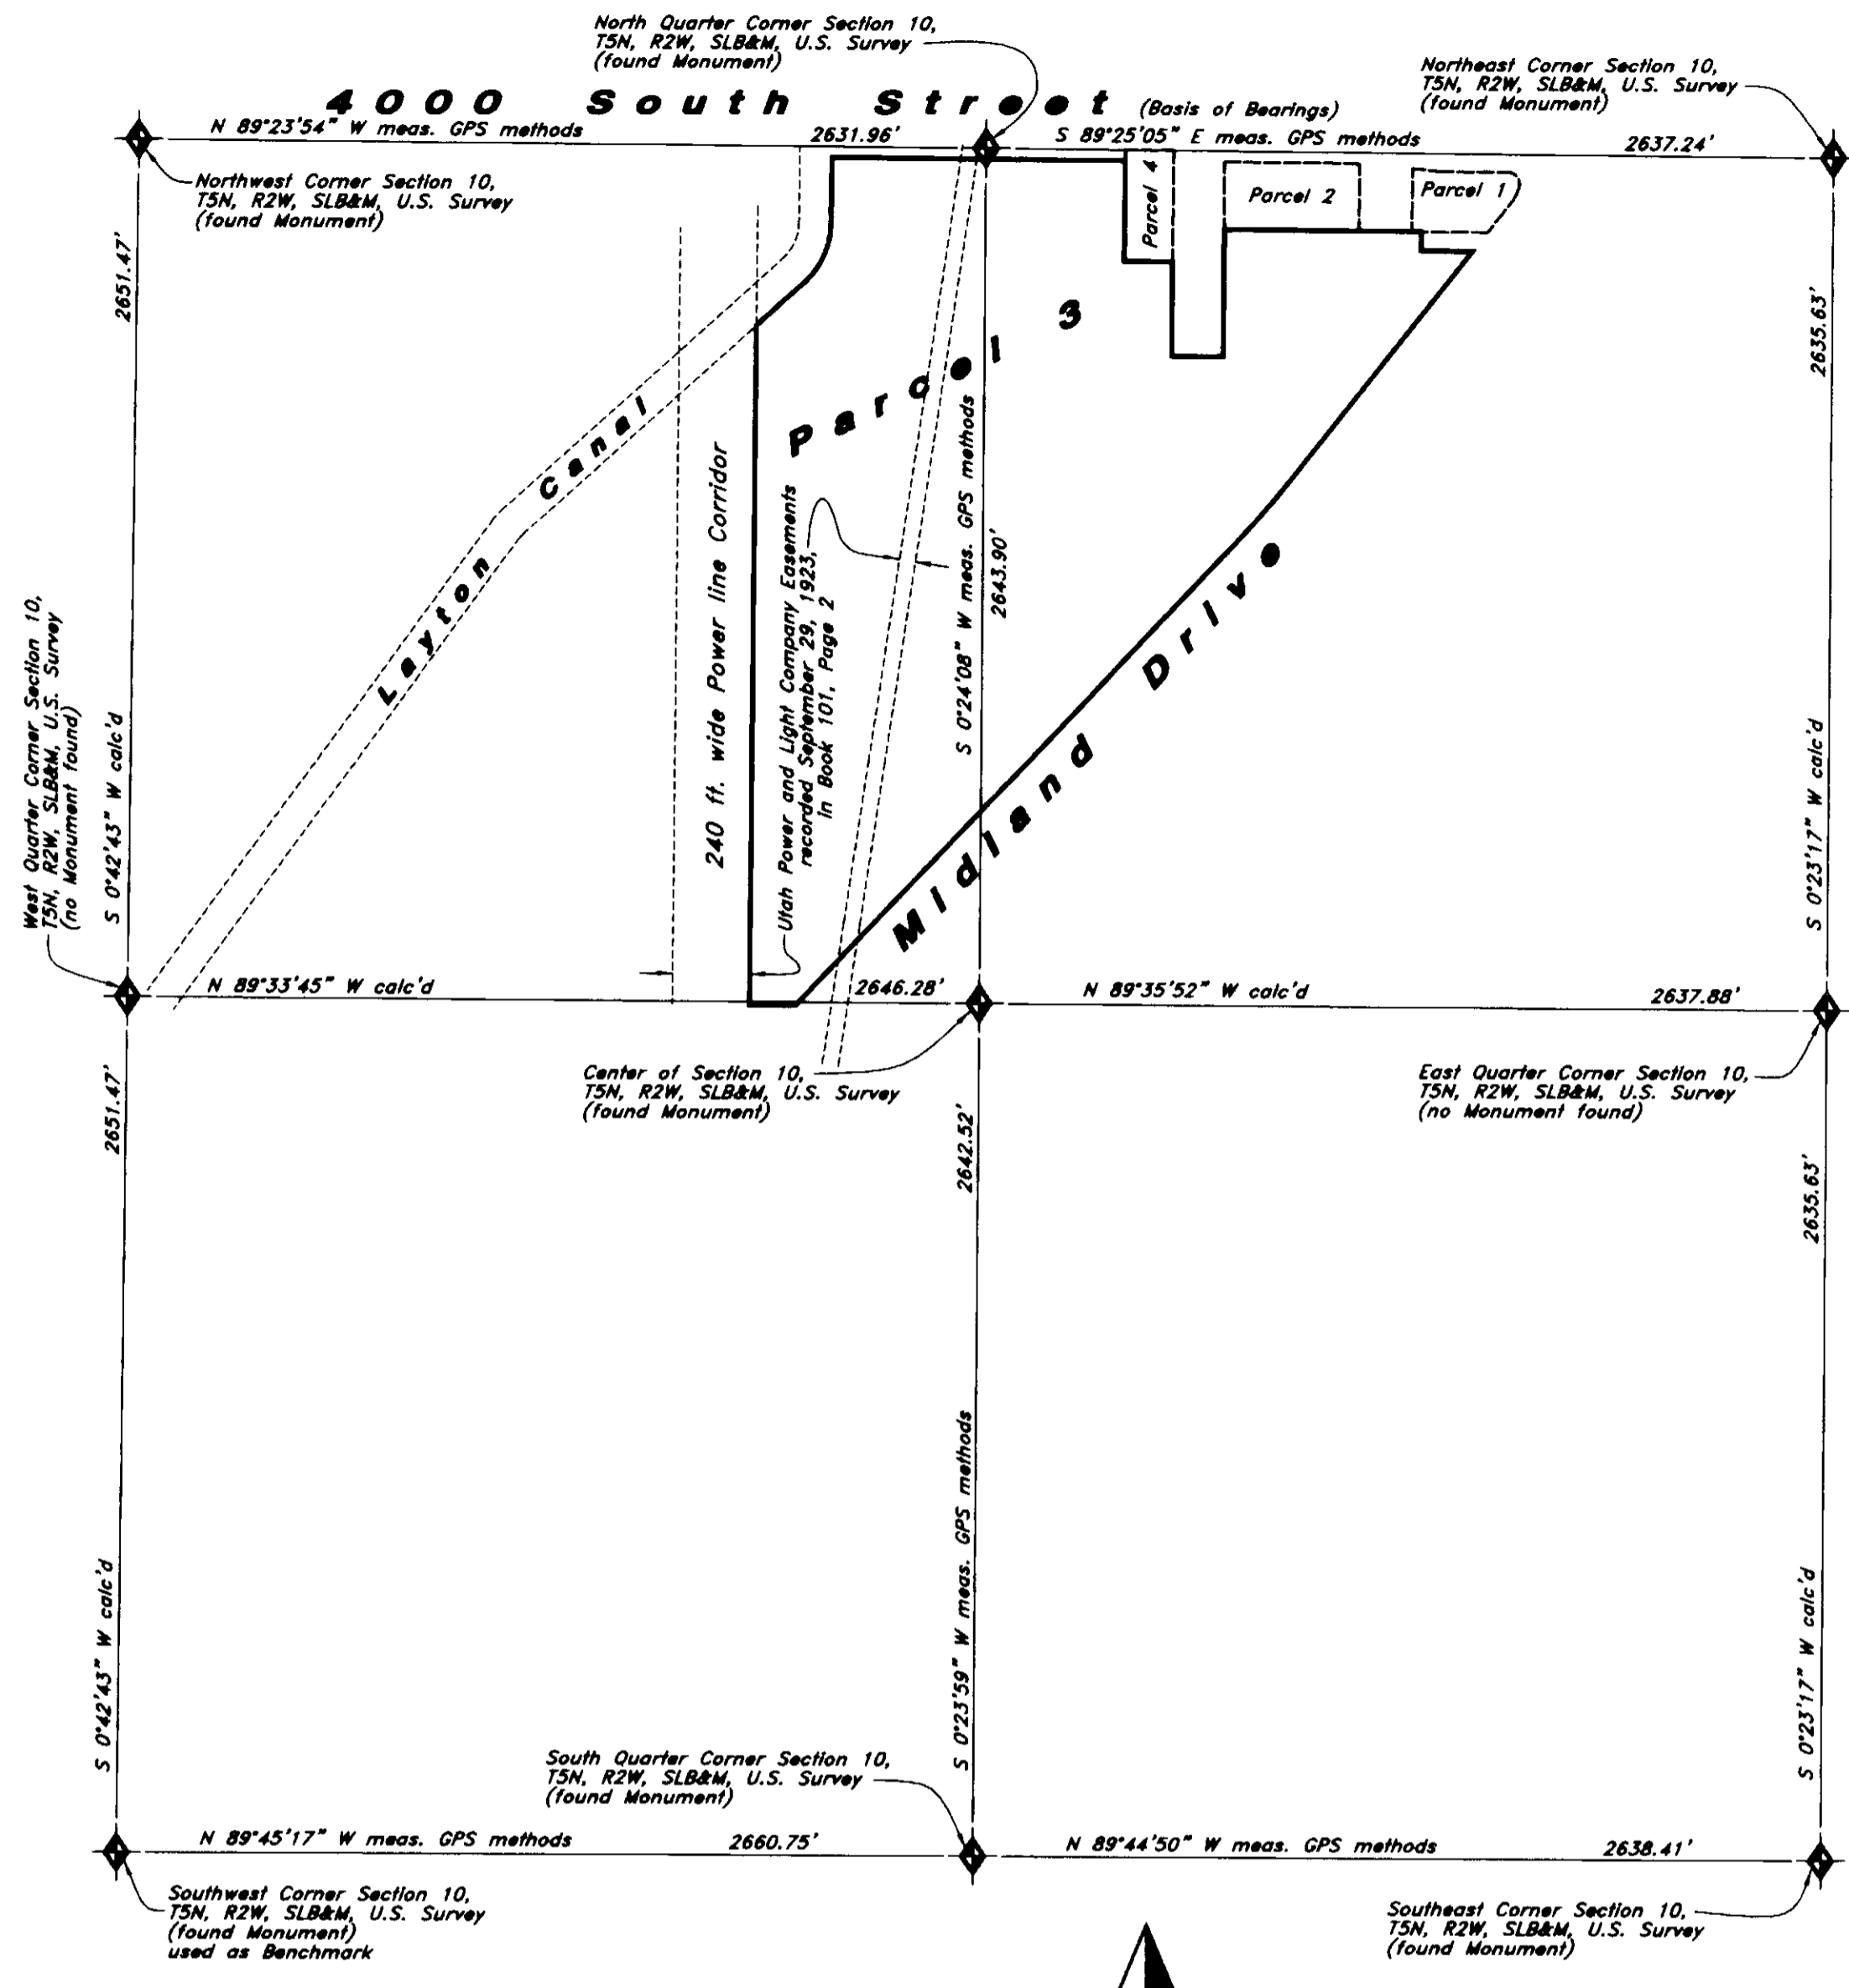 North Quarter Corner Section 10,
T5N, R2W, SLB&M, U.S. Survey
(found Monument)
Northeast Corner Section 10,
T5N, R2W, SLB&M, U.S. Survey
(found Monument)
4000 South Street (Basis of Bearings)
N 89°23'54" W meas. GPS methods
2631.96'
S 89°25'05" E meas. GPS methods
2637.24'
Northwest Corner Section 10,
T5N, R2W, SLB&M, U.S. Survey
(found Monument)
Parcel 4
Parcel 2
Parcel 1
2651.47'
2635.63'
Parcel 3
Layton Canal
240 ft. wide Power line Corridor
Utah Power and Light Company Easements
recorded September 29, 1923,
in Book 101, Page 2
S 0°24'08" W meas. GPS methods
2643.90'
Midland Drive
West Quarter Corner Section 10,
T5N, R2W, SLB&M, U.S. Survey
(no Monument found)
S 0°42'43" W calc'd
S 0°23'17" W calc'd
N 89°33'45" W calc'd
2646.28'
N 89°35'52" W calc'd
2637.88'
Center of Section 10,
T5N, R2W, SLB&M, U.S. Survey
(found Monument)
East Quarter Corner Section 10,
T5N, R2W, SLB&M, U.S. Survey
(no Monument found)
2651.47'
2642.52'
2635.63'
S 0°42'43" W calc'd
S 0°23'59" W meas. GPS methods
S 0°23'17" W calc'd
South Quarter Corner Section 10,
T5N, R2W, SLB&M, U.S. Survey
(found Monument)
N 89°45'17" W meas. GPS methods
2660.75'
N 89°44'50" W meas. GPS methods
2638.41'
Southwest Corner Section 10,
T5N, R2W, SLB&M, U.S. Survey
(found Monument)
used as Benchmark
Southeast Corner Section 10,
T5N, R2W, SLB&M, U.S. Survey
(found Monument)